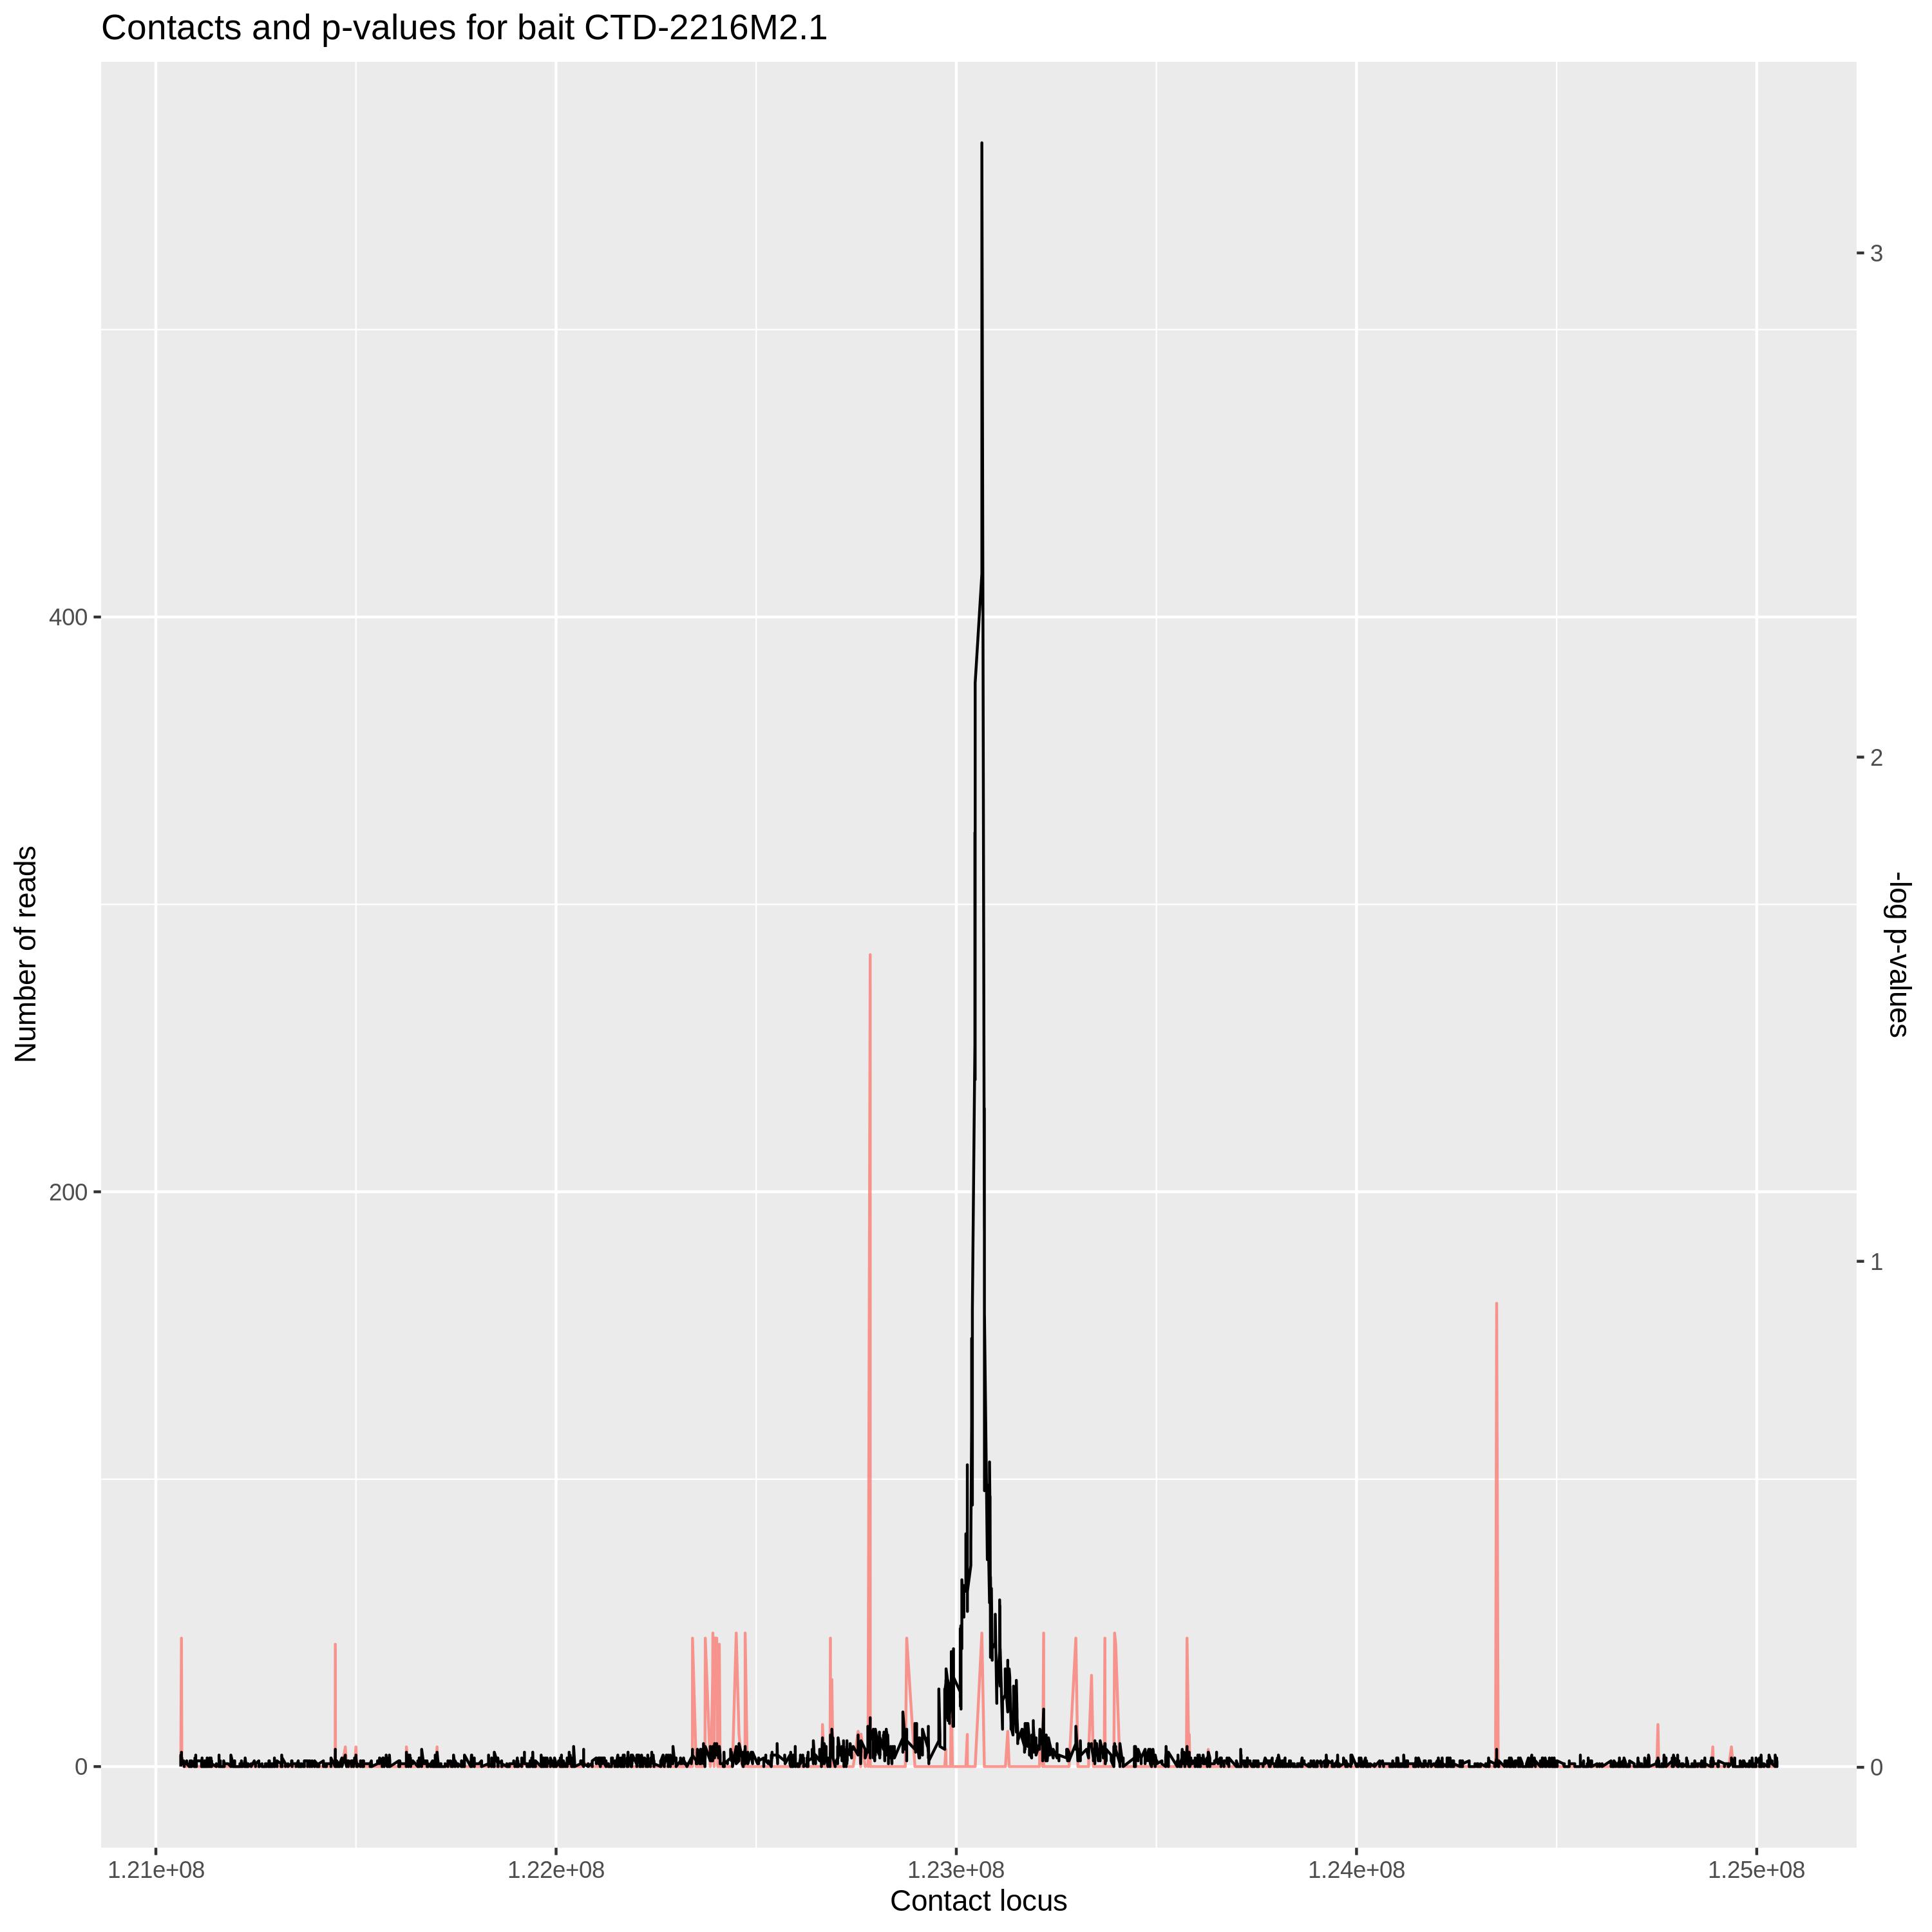 Contacts and p-values for bait CTD-2216M2.1
Number of reads
400
200
0
3
2
1
0
-log p-values
1.21e+08
1.22e+08
1.23e+08
1.24e+08
1.25e+08
Contact locus